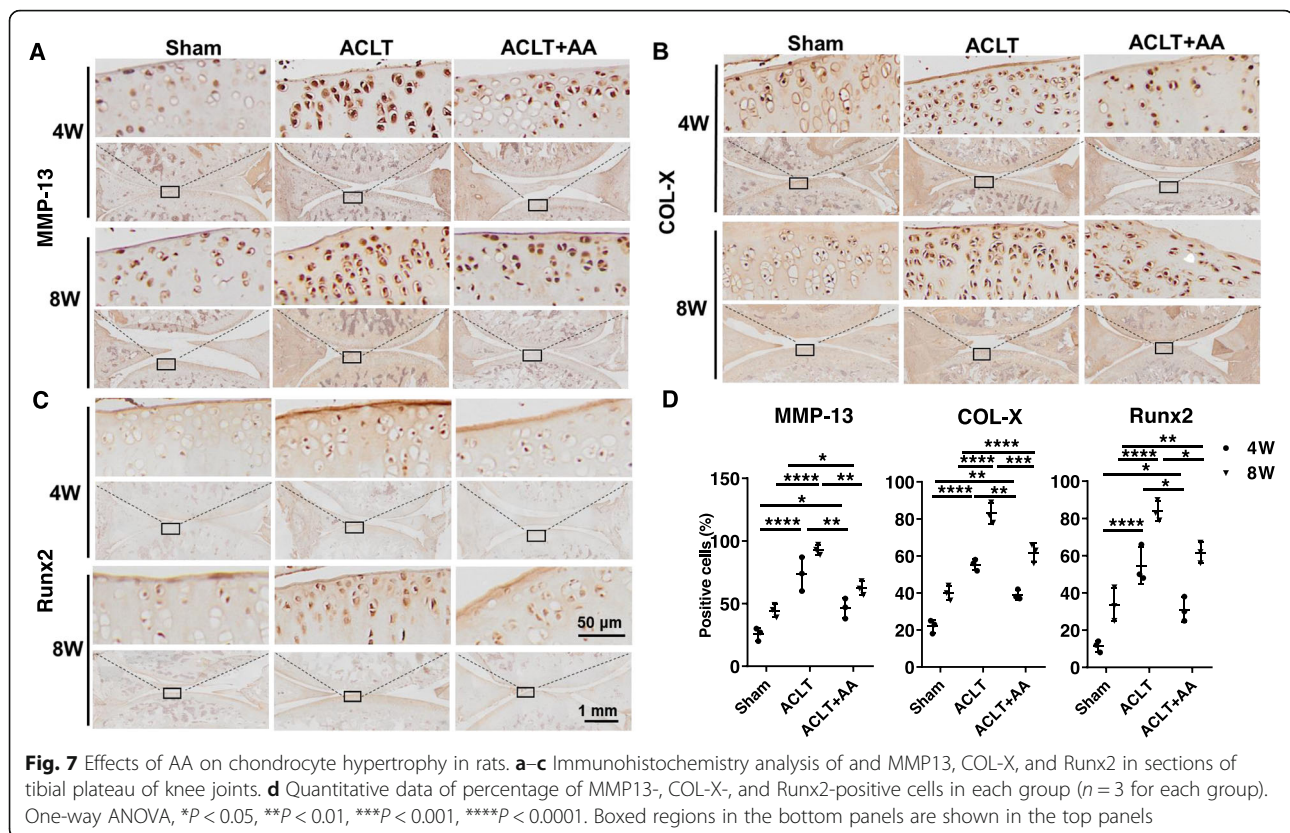 A
Sham ACLT ACLT+AA
4W
MMP-13
8W
B
Sham ACLT ACLT+AA
4W
COL-X
8W
C
4W
Runx2
8W
50 µm
1 mm
D
MMP-13 COL-X Runx2
4W
8W
Positive cells (%)
150
100
50
0
*
**** **
*
**** **
Sham ACLT ACLT+AA
100
80
60
40
20
0
****
**** ***
**
**** **
Sham ACLT ACLT+AA
100
80
60
40
20
0
**
**** *
*
*
****
Sham ACLT ACLT+AA
Fig. 7 Effects of AA on chondrocyte hypertrophy in rats. a–c Immunohistochemistry analysis of and MMP13, COL-X, and Runx2 in sections of
tibial plateau of knee joints. d Quantitative data of percentage of MMP13-, COL-X-, and Runx2-positive cells in each group (n = 3 for each group).
One-way ANOVA, *P < 0.05, **P < 0.01, ***P < 0.001, ****P < 0.0001. Boxed regions in the bottom panels are shown in the top panels